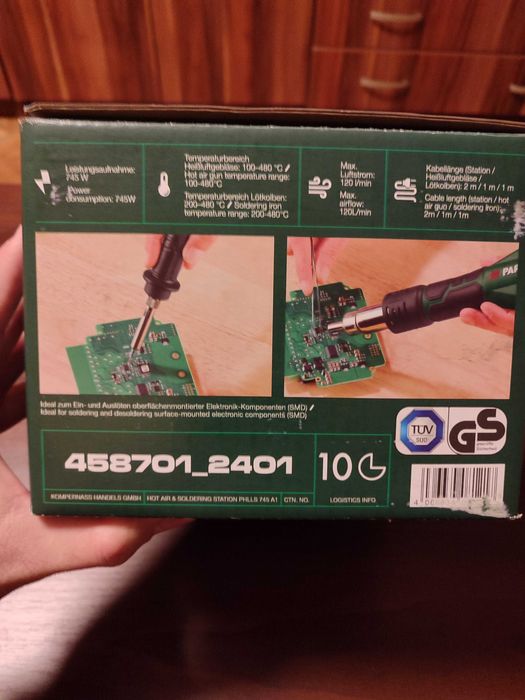 Leistungsaufnahme:
745 W
Power
consumption: 745W
Temperaturbereich
Heißluftgebläse: 100-480 °C /
Hot air gun temperature range:
100-480°C
Temperaturbereich Lötkolben:
200-480 °C / Soldering iron
temperature range: 200-480°C
Max.
Luftstrom:
120 l/min
Max.
airflow:
120L/min
Kabellänge (Station /
Heißluftgebläse /
Lötkolben): 2 m / 1 m / 1 m
Cable length (station / hot
air gun / soldering iron):
2m / 1m / 1m
PAR
Ideal zum Ein- und Auslöten oberflächenmontierter Elektronik-Komponenten (SMD) /
Ideal for soldering and desoldering surface-mounted electronic components (SMD)
TÜV
SÜD
GS
geprüfte
Sicherheit
458701_2401
10
KOMPERNASS HANDELS GMBH
HOT AIR & SOLDERING STATION PHLLS 745 A1
CTN. NO.
LOGISTICS INFO